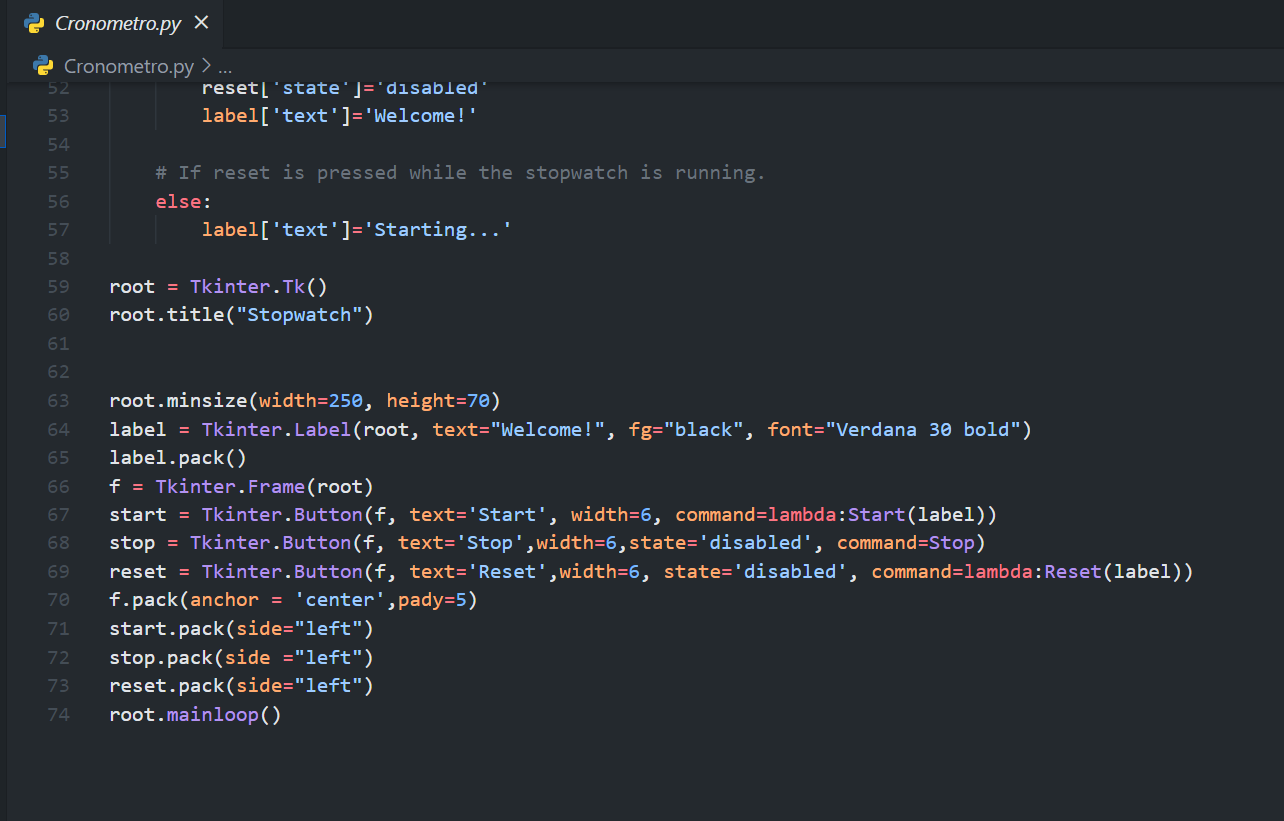 Cronometro.py
Cronometro.py > ...
52 reset['state']='disabled'
53 label['text']='Welcome!'
54
55 # If reset is pressed while the stopwatch is running.
56 else:
57 label['text']='Starting...'
58
59 root = Tkinter.Tk()
60 root.title("Stopwatch")
61
62
63 root.minsize(width=250, height=70)
64 label = Tkinter.Label(root, text="Welcome!", fg="black", font="Verdana 30 bold")
65 label.pack()
66 f = Tkinter.Frame(root)
67 start = Tkinter.Button(f, text='Start', width=6, command=lambda:Start(label))
68 stop = Tkinter.Button(f, text='Stop',width=6,state='disabled', command=Stop)
69 reset = Tkinter.Button(f, text='Reset',width=6, state='disabled', command=lambda:Reset(label))
70 f.pack(anchor = 'center',pady=5)
71 start.pack(side="left")
72 stop.pack(side ="left")
73 reset.pack(side="left")
74 root.mainloop()